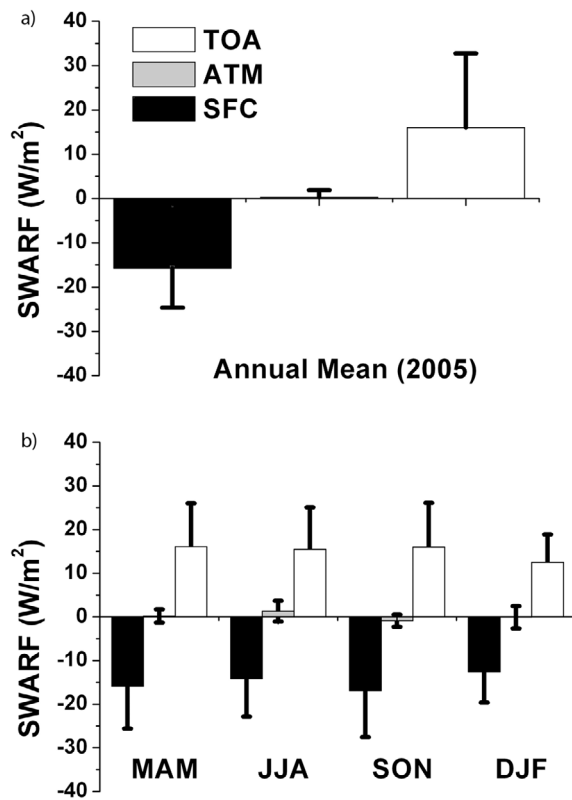 a)
40
30
20
10
0
-10
-20
-30
-40
SWARF (W/m²)
TOA
ATM
SFC
Annual Mean (2005)
b)
40
30
20
10
0
-10
-20
-30
-40
SWARF (W/m²)
MAM JJA SON DJF